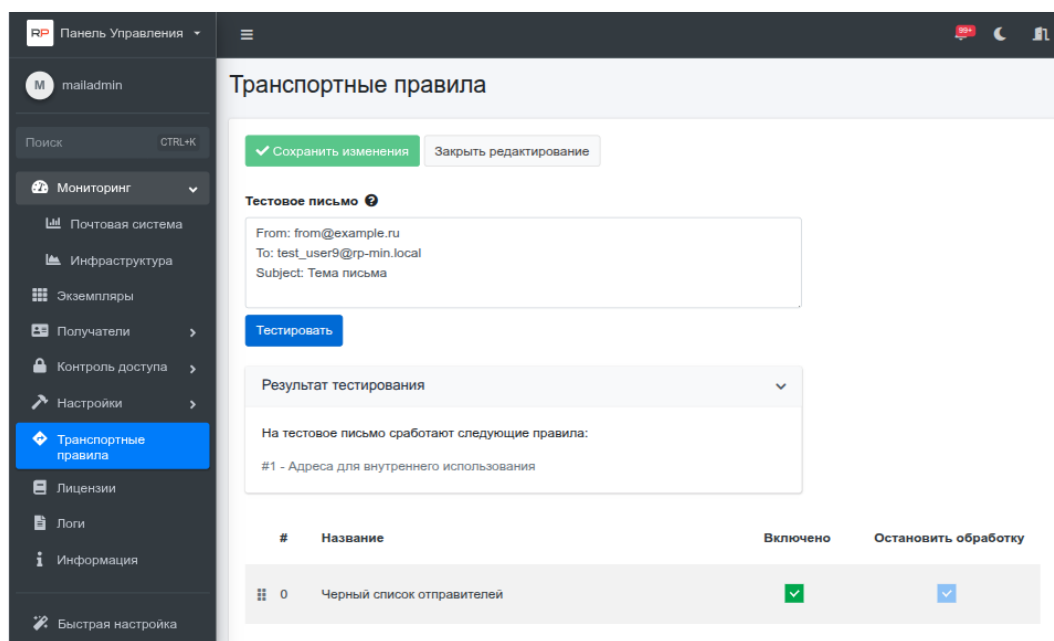 RP Панель Управления
99+
M mailadmin
Транспортные правила
Поиск CTRL+K
Сохранить изменения Закрыть редактирование
Мониторинг
Тестовое письмо
Почтовая система
From: from@example.ru
To: test_user9@rp-min.local
Инфраструктура
Subject: Тема письма
Экземпляры
Получатели
Тестировать
Контроль доступа
Результат тестирования
Настройки
На тестовое письмо сработают следующие правила:
Транспортные
правила
#1 - Адреса для внутреннего использования
Лицензии
Логи
# Название Включено Остановить обработку
Информация
0 Черный список отправителей
Быстрая настройка